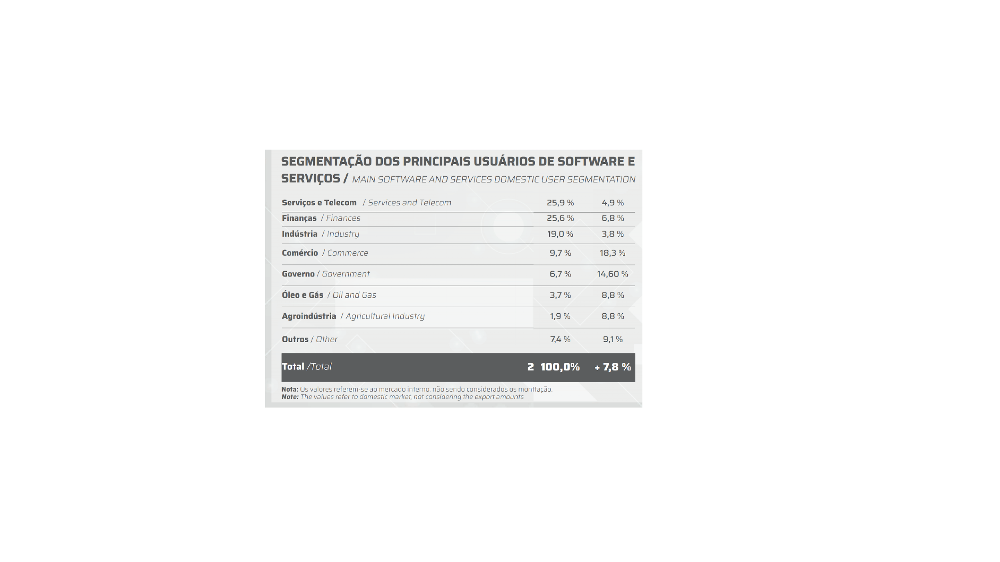 SEGMENTAÇÃO DOS PRINCIPAIS USUÁRIOS DE SOFTWARE E
SERVIÇOS / MAIN SOFTWARE AND SERVICES DOMESTIC USER SEGMENTATION
Serviços e Telecom / Services and Telecom 25,9 % 4,9 %
Finanças / Finances 25,6 % 6,8 %
Indústria / Industry 19,0 % 3,8 %
Comércio / Commerce 9,7 % 18,3 %
Governo / Government 6,7 % 14,60 %
Óleo e Gás / Oil and Gas 3,7 % 8,8 %
Agroindústria / Agricultural Industry 1,9 % 8,8 %
Outros / Other 7,4 % 9,1 %
Total /Total 2 100,0% + 7,8 %
Nota: Os valores referem-se ao mercado interno, não sendo considerados os monttação.
Note: The values refer to domestic market, not considering the export amounts